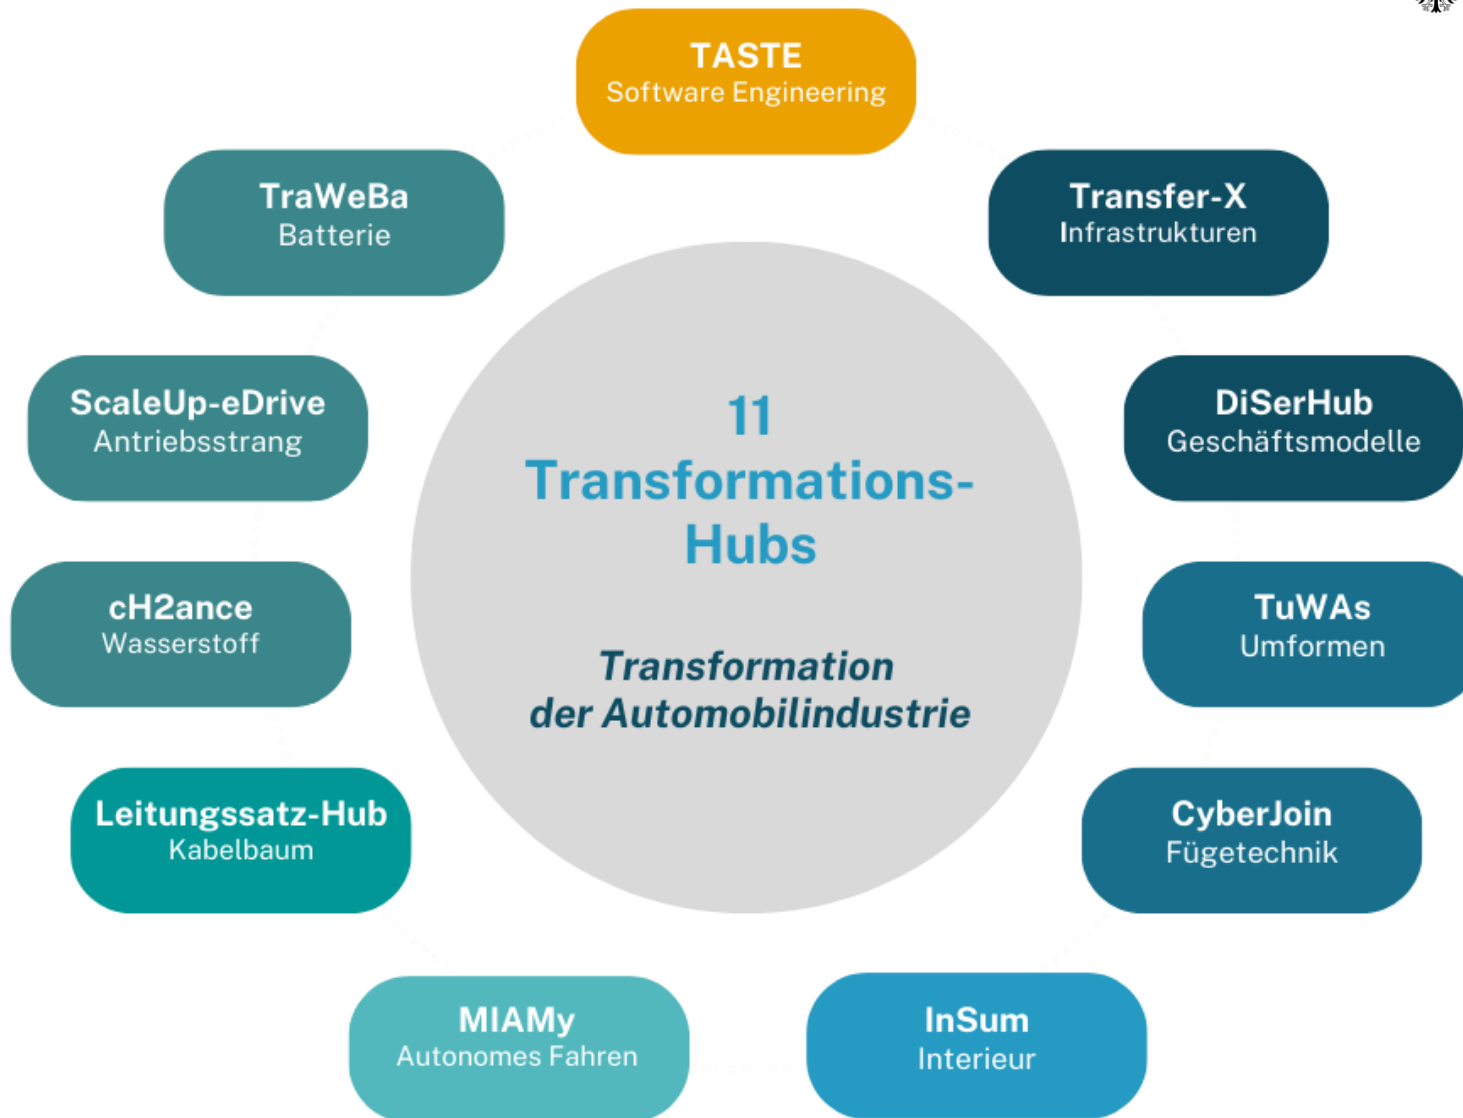 TASTE
Software Engineering
TraWeBa
Batterie
Transfer-X
Infrastrukturen
ScaleUp-eDrive
Antriebsstrang
DiSerHub
Geschäftsmodelle
11
Transformations-
Hubs
cH2ance
Wasserstoff
TuWAs
Umformen
Transformation
der Automobilindustrie
Leitungssatz-Hub
Kabelbaum
CyberJoin
Fügetechnik
MIAMy
Autonomes Fahren
InSum
Interieur